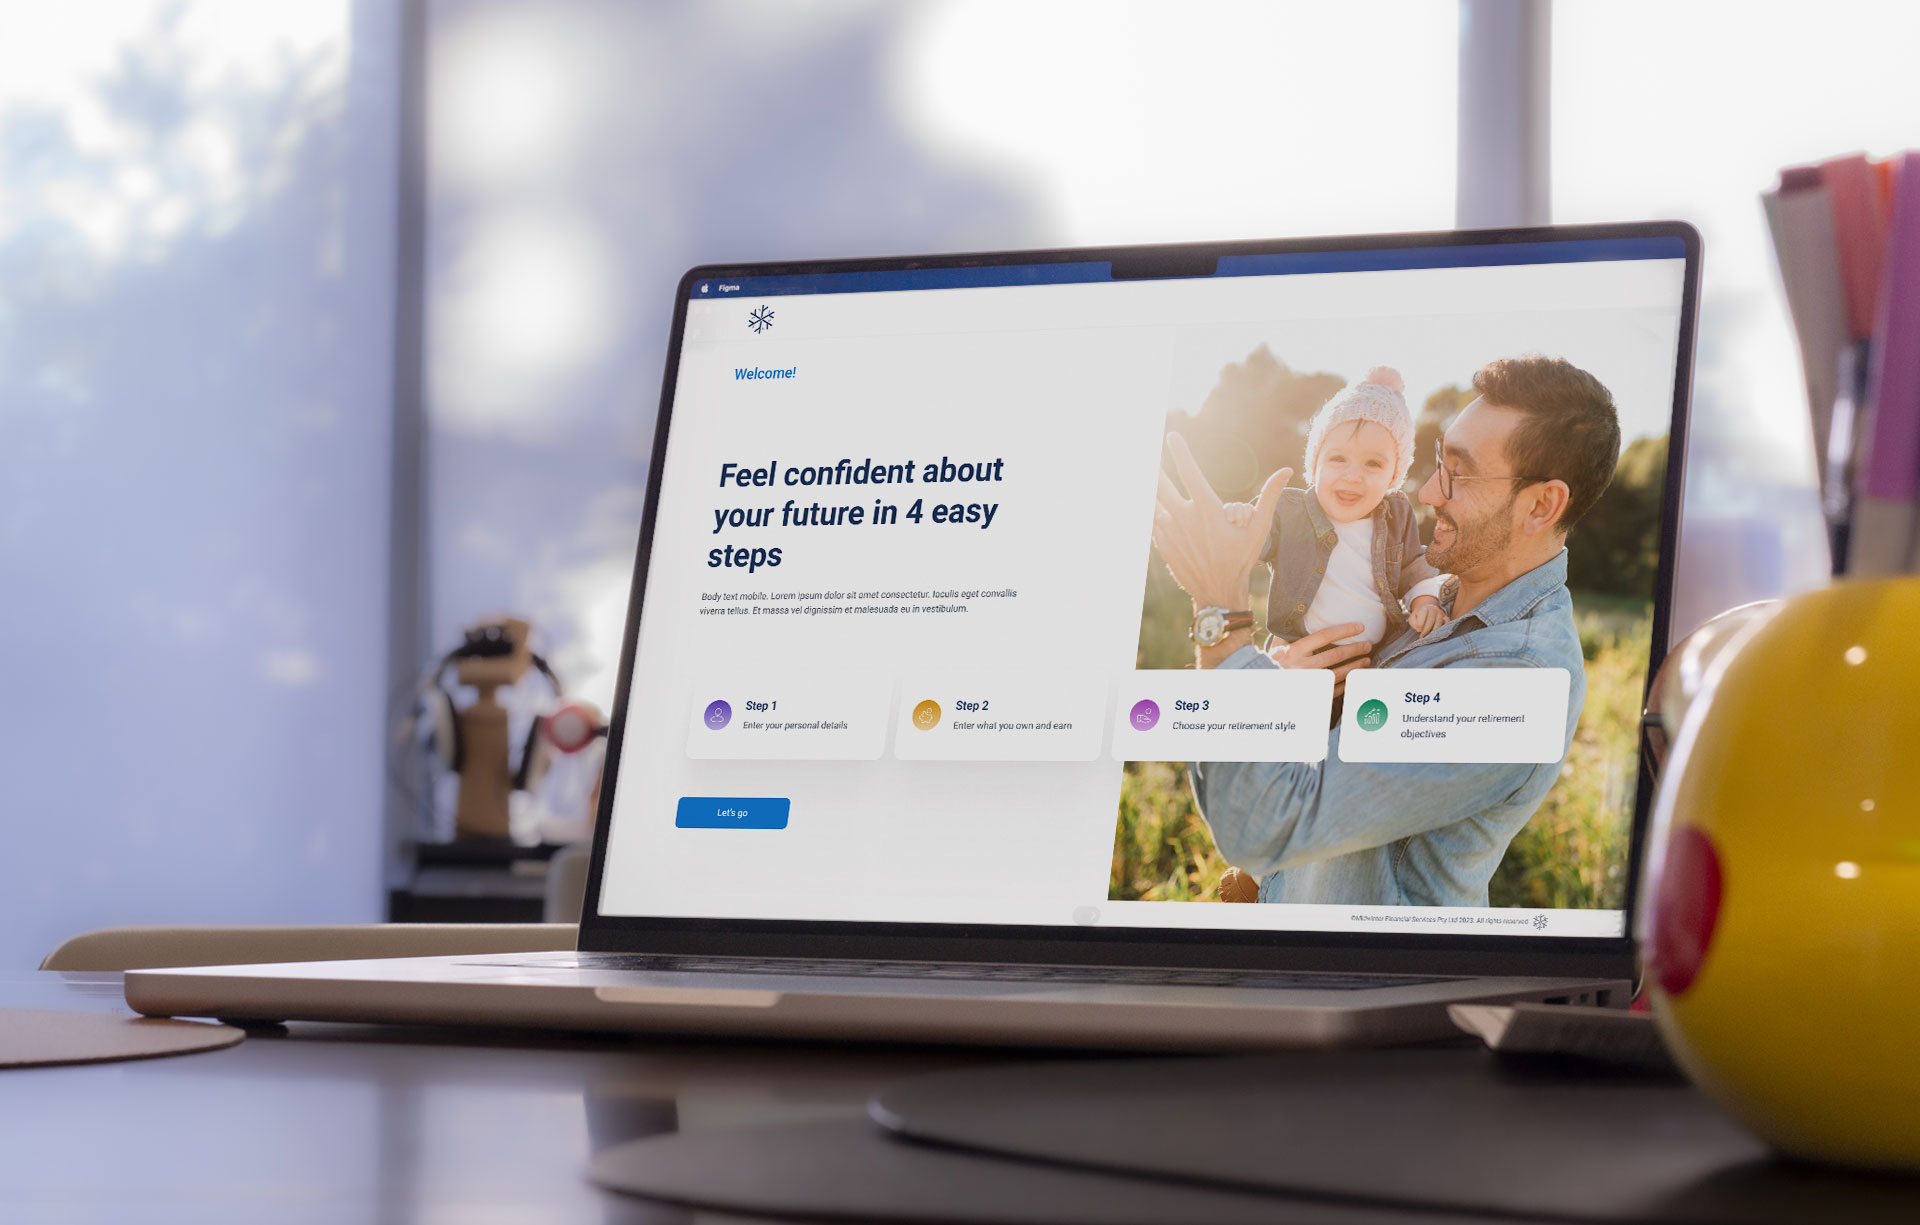 Figma
Welcome!
Feel confident about
your future in 4 easy
steps
Body text mobile. Lorem ipsum dolor sit amet consectetur. Iaculis eget convallis
viverra tellus. Et massa vel dignissim et malesuada eu in vestibulum.
Step 1
Enter your personal details
Step 2
Enter what you own and earn
Step 3
Choose your retirement style
Step 4
Understand your retirement
objectives
Let's go
©Midwinter Financial Services Pty Ltd 2023. All rights reserved